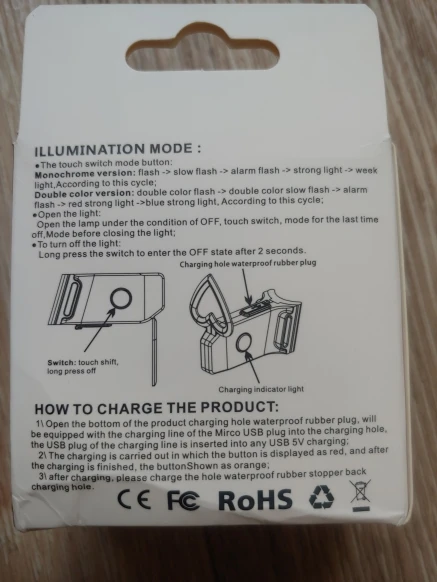 ILLUMINATION MODE :
●The touch switch mode button:
Monochrome version: flash -> slow flash -> alarm flash -> strong light -> week
light,According to this cycle;
Double color version: double color flash -> double color slow flash -> alarm
flash -> red strong light ->blue strong light, According to this cycle;
●Open the light:
Open the lamp under the condition of OFF, touch switch, mode for the last time
off,Mode before closing the light;
●To turn off the light:
Long press the switch to enter the OFF state after 2 seconds.
Charging hole waterproof rubber plug
Switch: touch shift,
long press off
Charging indicator light
HOW TO CHARGE THE PRODUCT:
1\ Open the bottom of the product charging hole waterproof rubber plug, will
be equipped with the charging line of the Mirco USB plug into the charging hole,
the USB plug of the charging line is inserted into any USB 5V charging;
2\ The charging is carried out in which the button is displayed as red, and after
the charging is finished, the buttonShown as orange;
3\ after charging, please charge the hole waterproof rubber stopper back
charging hole.
CE FC RoHS